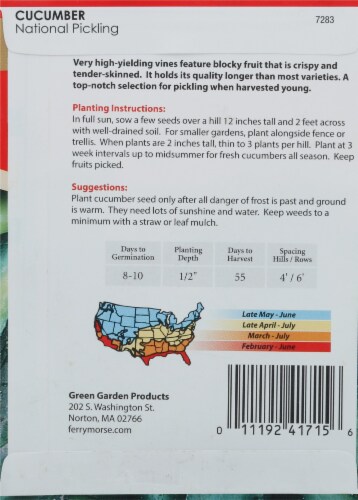 CUCUMBER
National Pickling
7283
Very high-yielding vines feature blocky fruit that is crispy and
tender-skinned. It holds its quality longer than most varieties. A
top-notch selection for pickling when harvested young.
Planting Instructions:
In full sun, sow a few seeds over a hill 12 inches tall and 2 feet across
with well-drained soil. For smaller gardens, plant alongside fence or
trellis. When plants are 2 inches tall, thin to 3 plants per hill. Plant at 3
week intervals up to midsummer for fresh cucumbers all season. Keep
fruits picked.
Suggestions:
Plant cucumber seed only after all danger of frost is past and ground
is warm. They need lots of sunshine and water. Keep weeds to a
minimum with a straw or leaf mulch.
Days to Germination
Planting Depth
Days to Harvest
Spacing Hills / Rows
8-10
1/2"
55
4' / 6'
Late May - June
Late April - July
March - July
February - June
Green Garden Products
202 S. Washington St.
Norton, MA 02766
ferrymorse.com
0 11192 41715 6